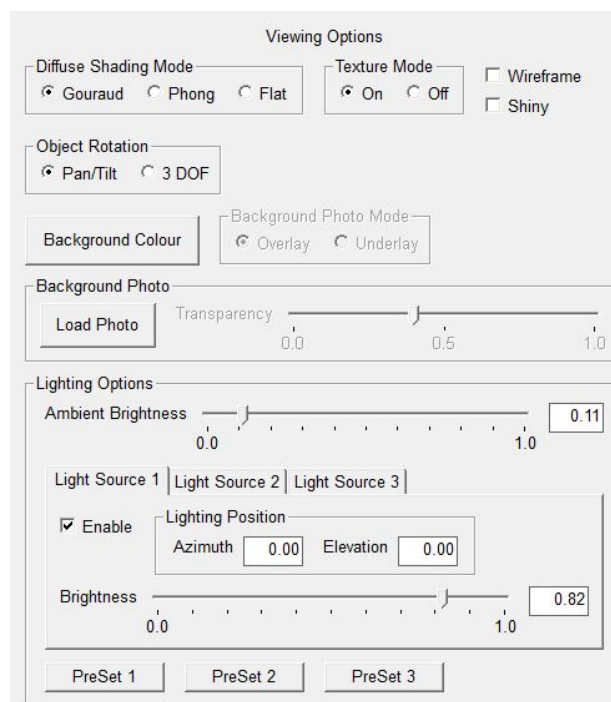 Viewing Options
Diffuse Shading Mode
Gouraud Phong Flat
Texture Mode
On Off
Wireframe
Shiny
Object Rotation
Pan/Tilt 3 DOF
Background Colour
Background Photo Mode
Overlay Underlay
Background Photo
Load Photo
Transparency
0.0 0.5 1.0
Lighting Options
Ambient Brightness 0.11
0.0 1.0
Light Source 1 Light Source 2 Light Source 3
Enable
Lighting Position
Azimuth 0.00 Elevation 0.00
Brightness 0.82
0.0 1.0
PreSet 1 PreSet 2 PreSet 3